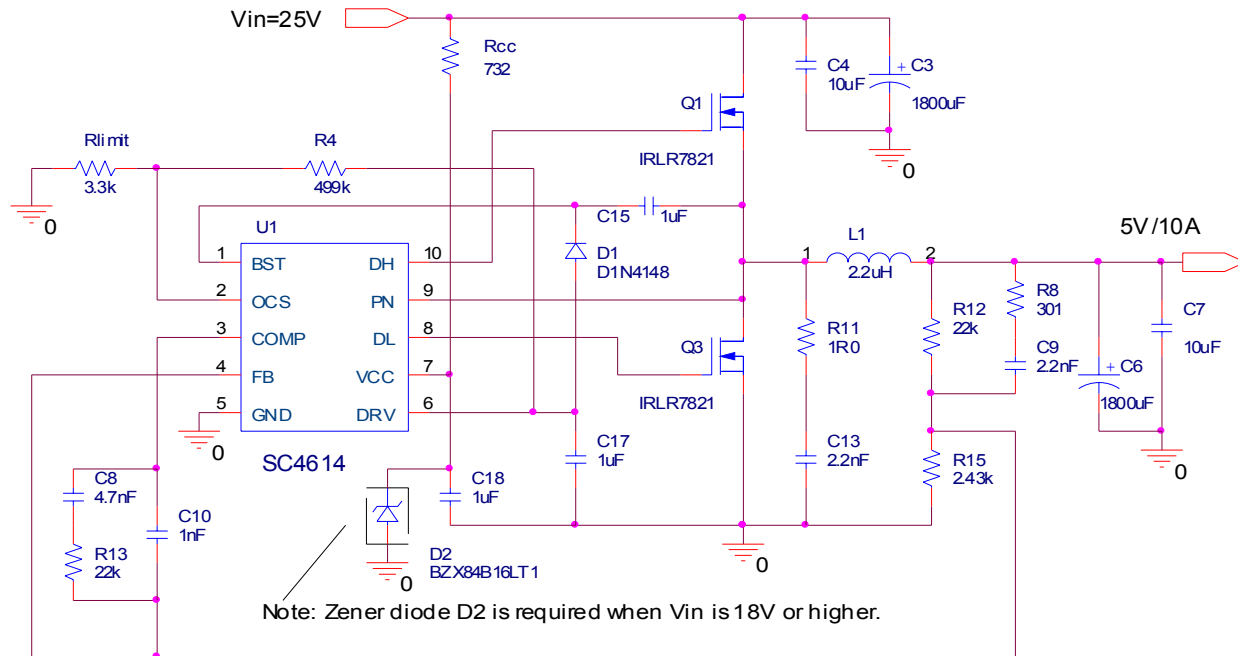 Vin=25V
Rcc
732
C4
10uF
C3
1800uF
Q1
IRLR7821
0
Rlimit
3.3k
R4
499k
0
C15
1uF
U1
D1
D1N4148
L1
2.2uH
1
2
5V/10A
1
BST
DH
10
2
OCS
PN
9
3
COMP
DL
8
4
FB
VCC
7
5
GND
DRV
6
SC4614
0
Q3
IRLR7821
R11
1R0
R12
22k
R8
301
C9
2.2nF
C7
10uF
C6
1800uF
0
C8
4.7nF
C10
1nF
R13
22k
C18
1uF
C17
1uF
C13
2.2nF
R15
2.43k
D2
BZX84B16LT1
0
0
Note: Zener diode D2 is required when Vin is 18V or higher.